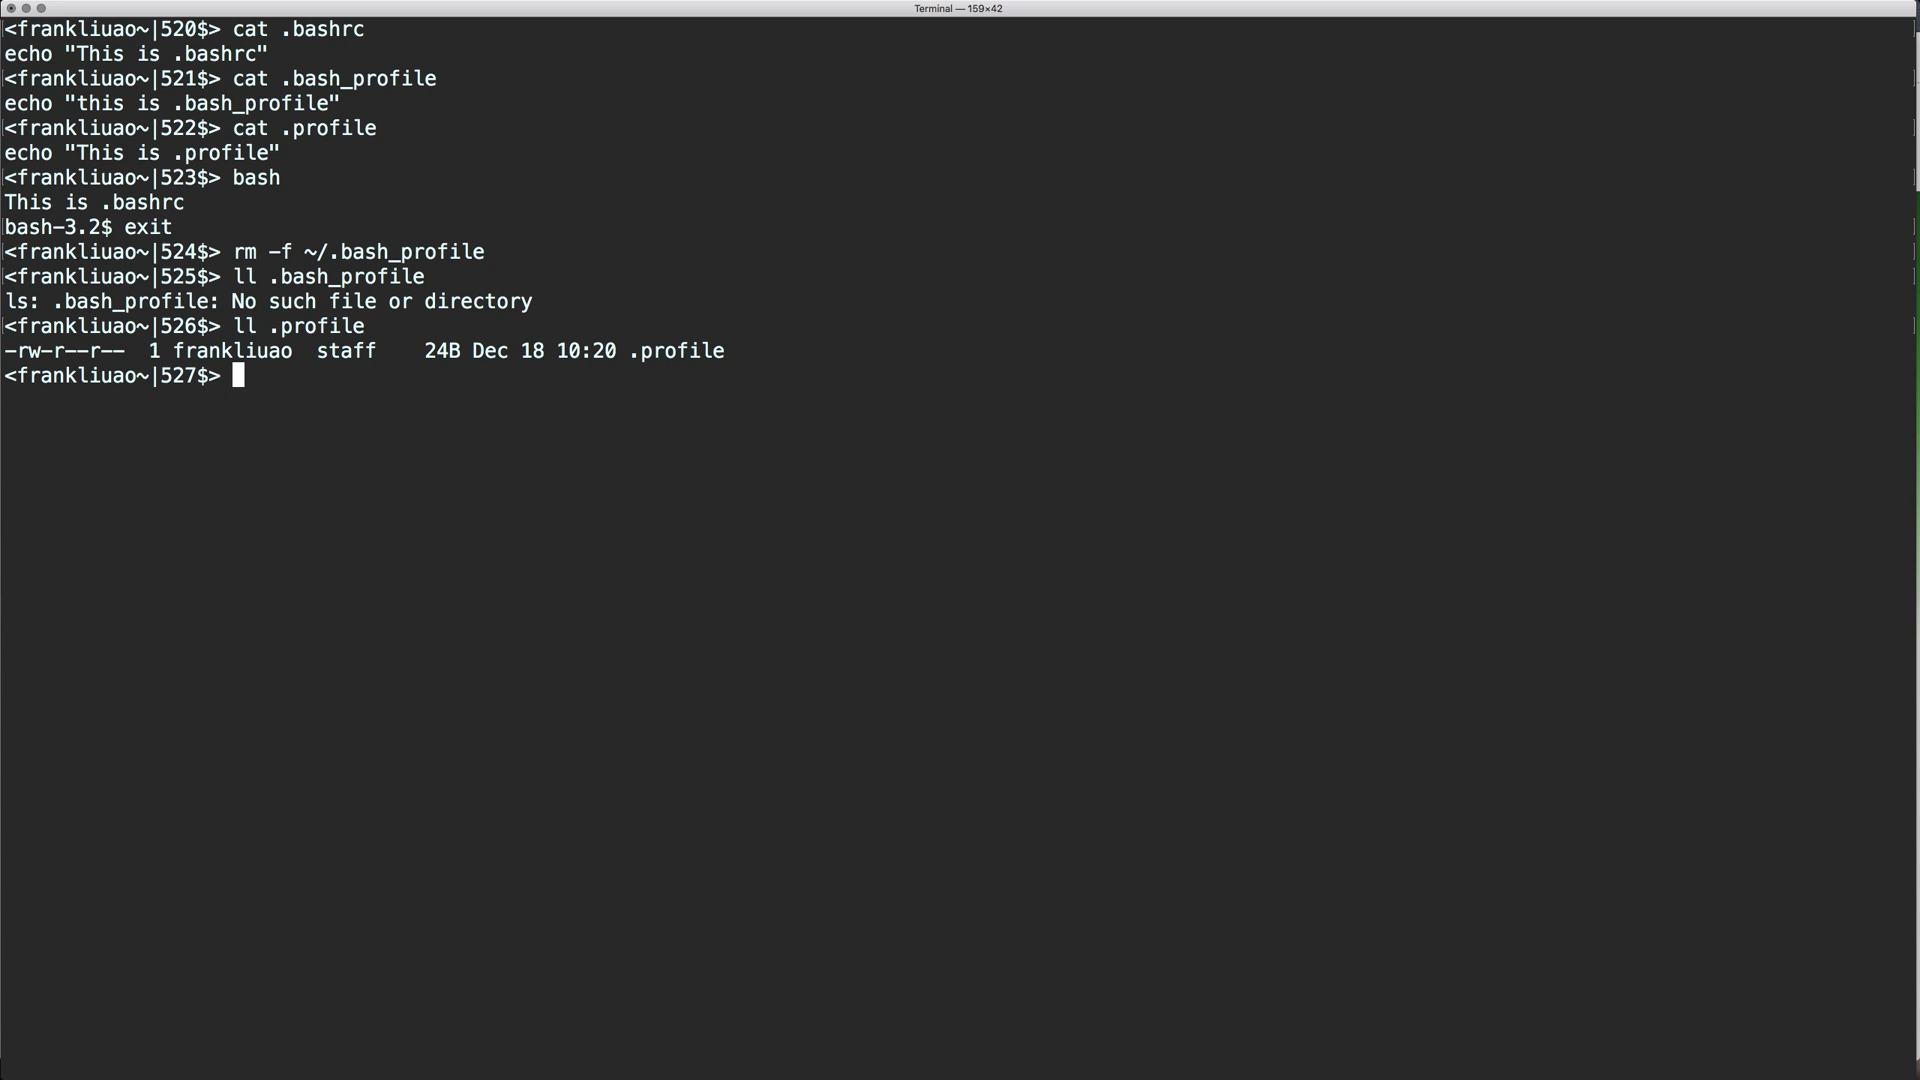 Terminal — 159×42
<frankliuao~|520$> cat .bashrc
echo "This is .bashrc"
<frankliuao~|521$> cat .bash_profile
echo "this is .bash_profile"
<frankliuao~|522$> cat .profile
echo "This is .profile"
<frankliuao~|523$> bash
This is .bashrc
bash-3.2$ exit
<frankliuao~|524$> rm -f ~/.bash_profile
<frankliuao~|525$> ll .bash_profile
ls: .bash_profile: No such file or directory
<frankliuao~|526$> ll .profile
-rw-r--r--  1 frankliuao  staff    24B Dec 18 10:20 .profile
<frankliuao~|527$>